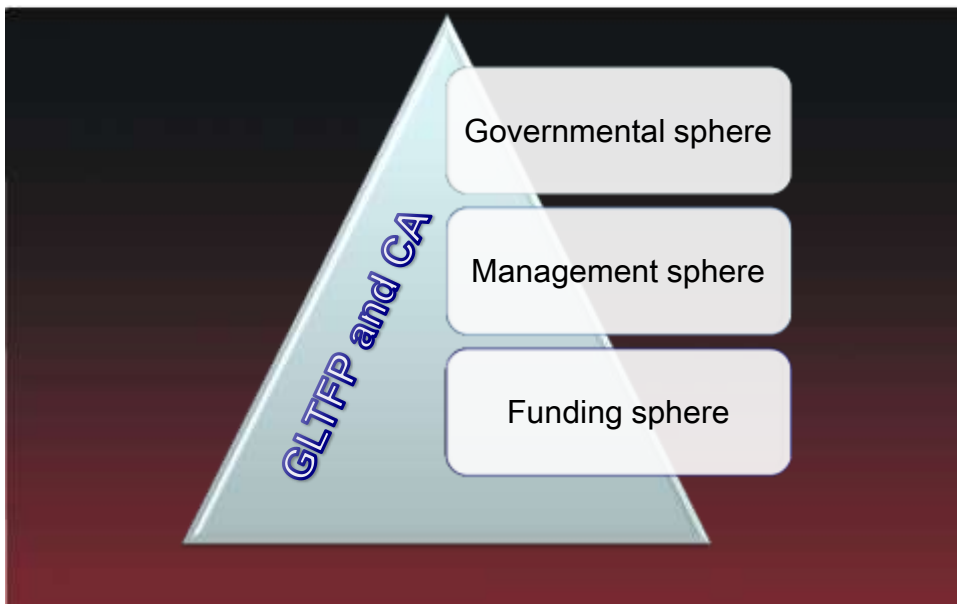 GLTFP and CA
Governmental sphere
Management sphere
Funding sphere